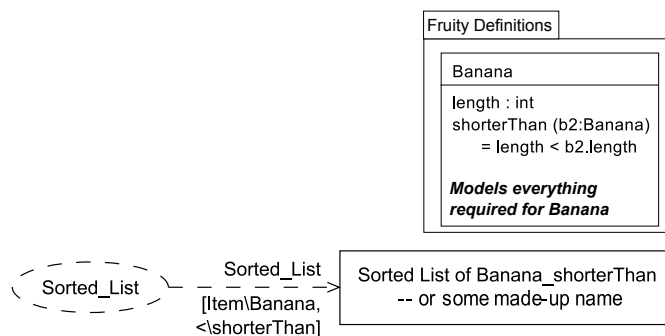 Fruity Definitions
Banana
length : int
shorterThan (b2:Banana)
= length < b2.length
Models everything
required for Banana
Sorted_List
Sorted_List
[Item\Banana,
<\shorterThan]
Sorted List of Banana_shorterThan
-- or some made-up name